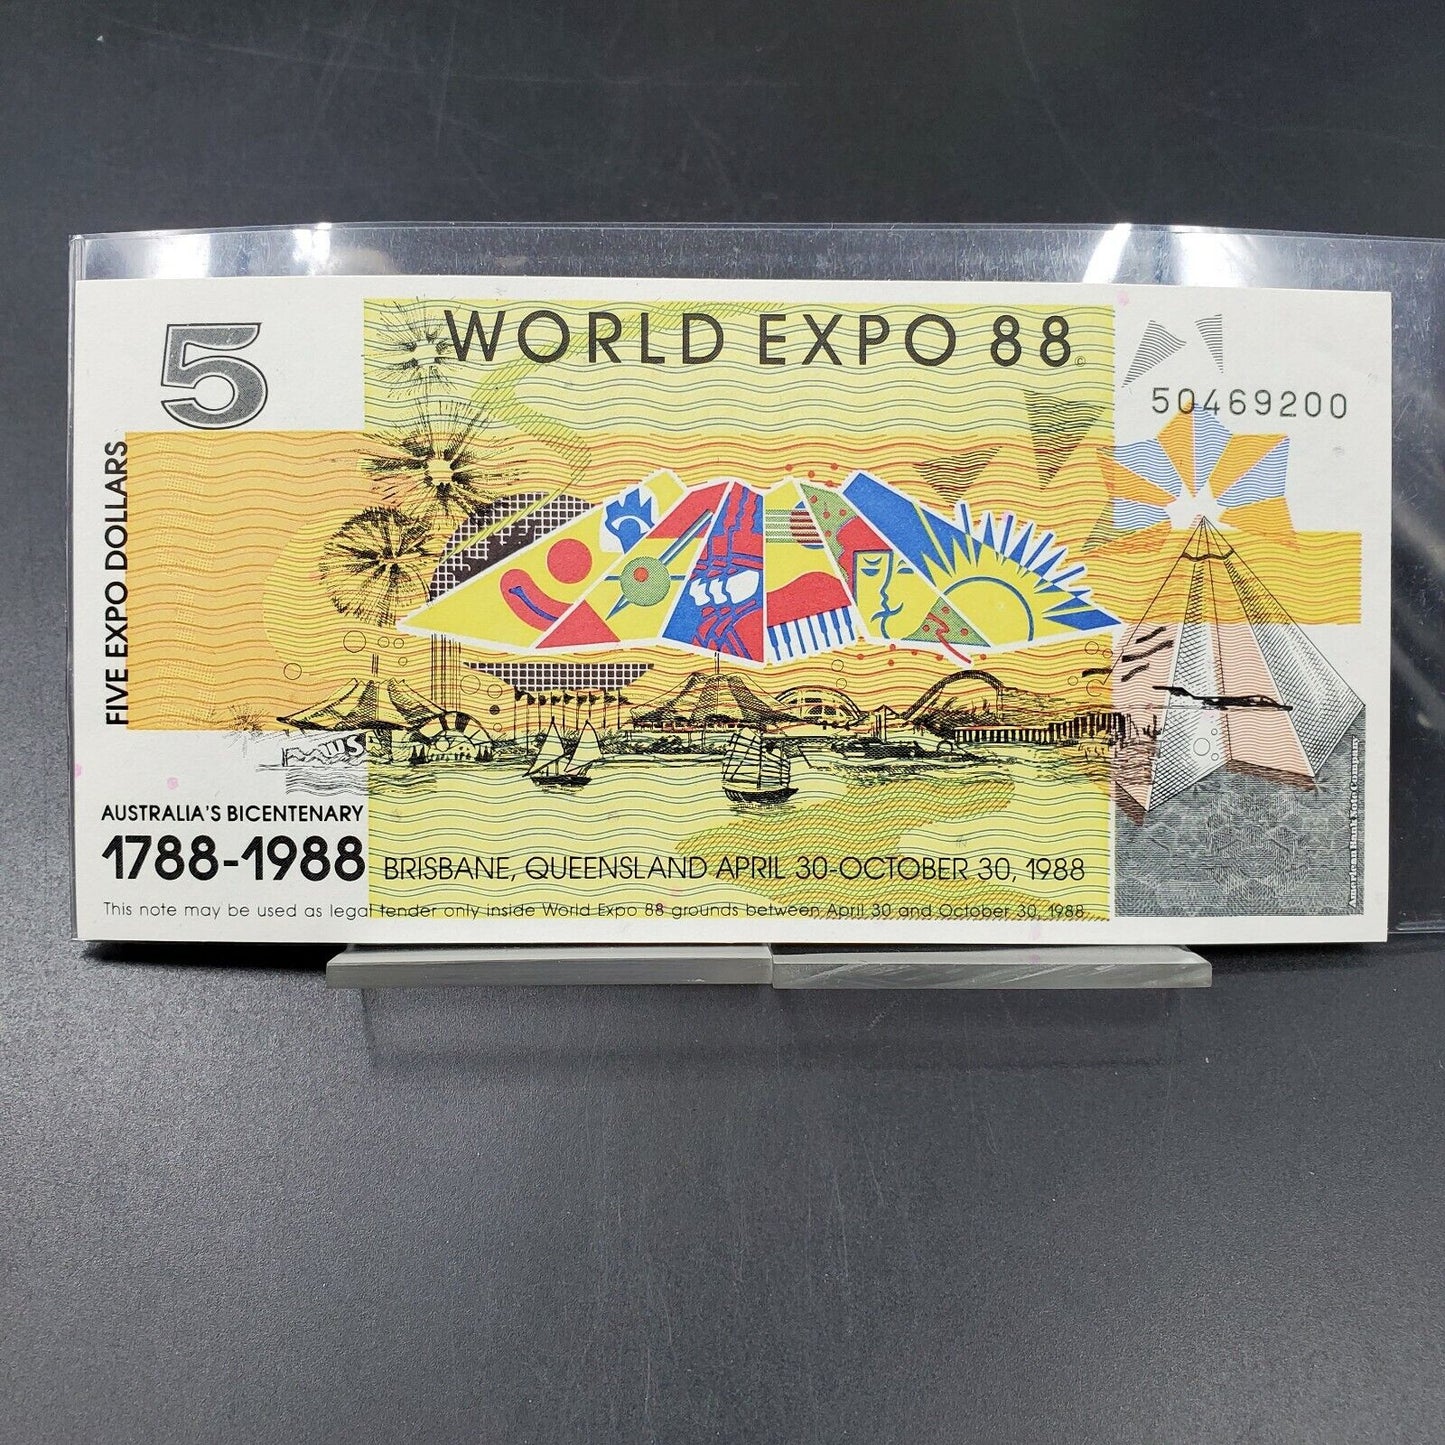 5
WORLD EXPO 88 ©
50469200
FIVE EXPO DOLLARS
AUSTRALIA'S BICENTENARY
1788-1988
BRISBANE, QUEENSLAND APRIL 30-OCTOBER 30, 1988
This note may be used as legal tender only inside World Expo 88 grounds between April 30 and October 30, 1988
American Bank Note Company